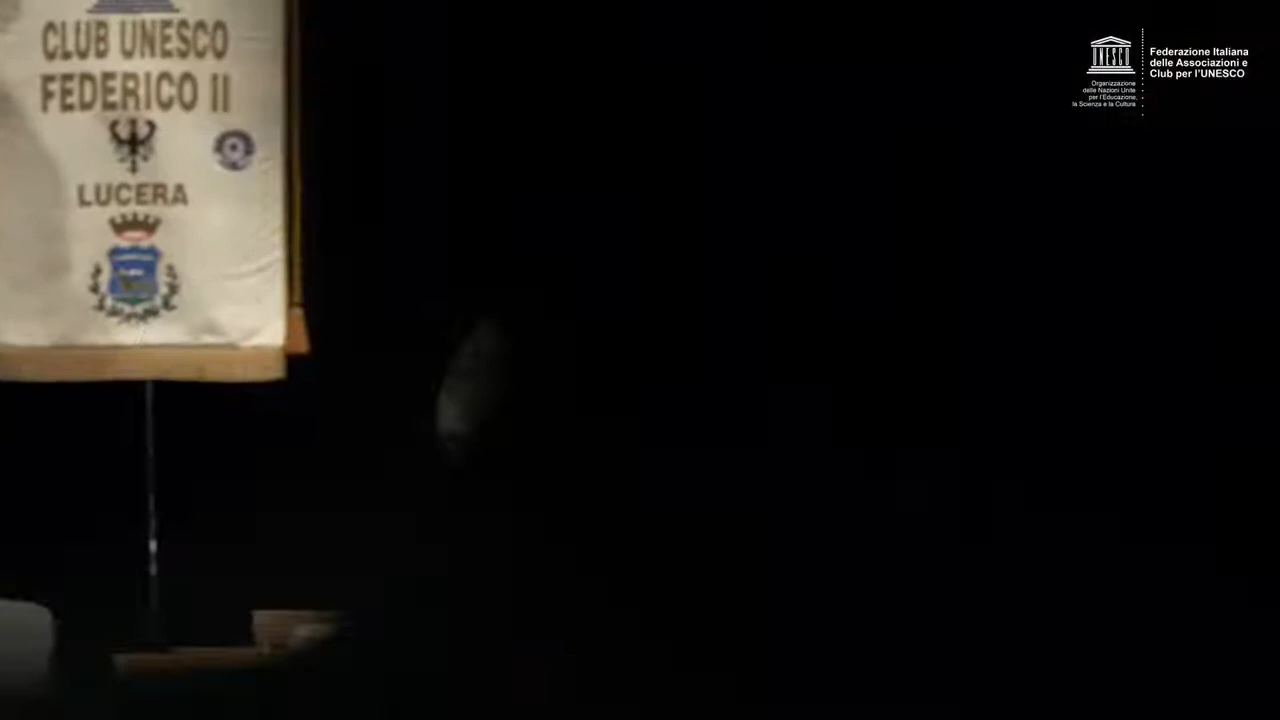 CLUB UNESCO
FEDERICO II
LUCERA
UNESCO
Organizzazione
delle Nazioni Unite
per l'Educazione,
la Scienza e la Cultura
Federazione Italiana
delle Associazioni e
Club per l'UNESCO